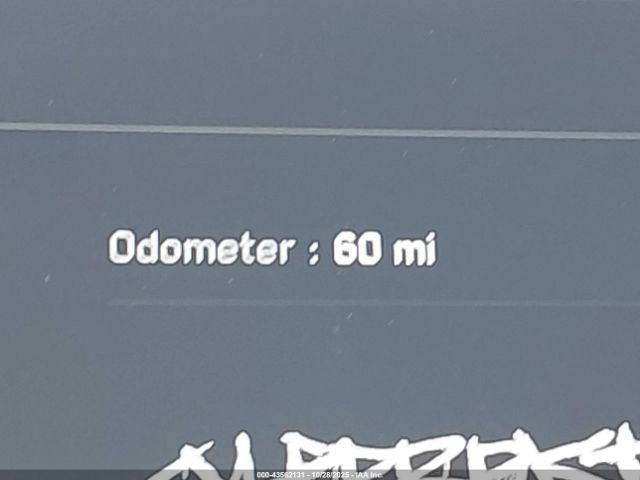 Odometer : 60 mi
000-43562131 - 10/28/2025 - IAA Inc.